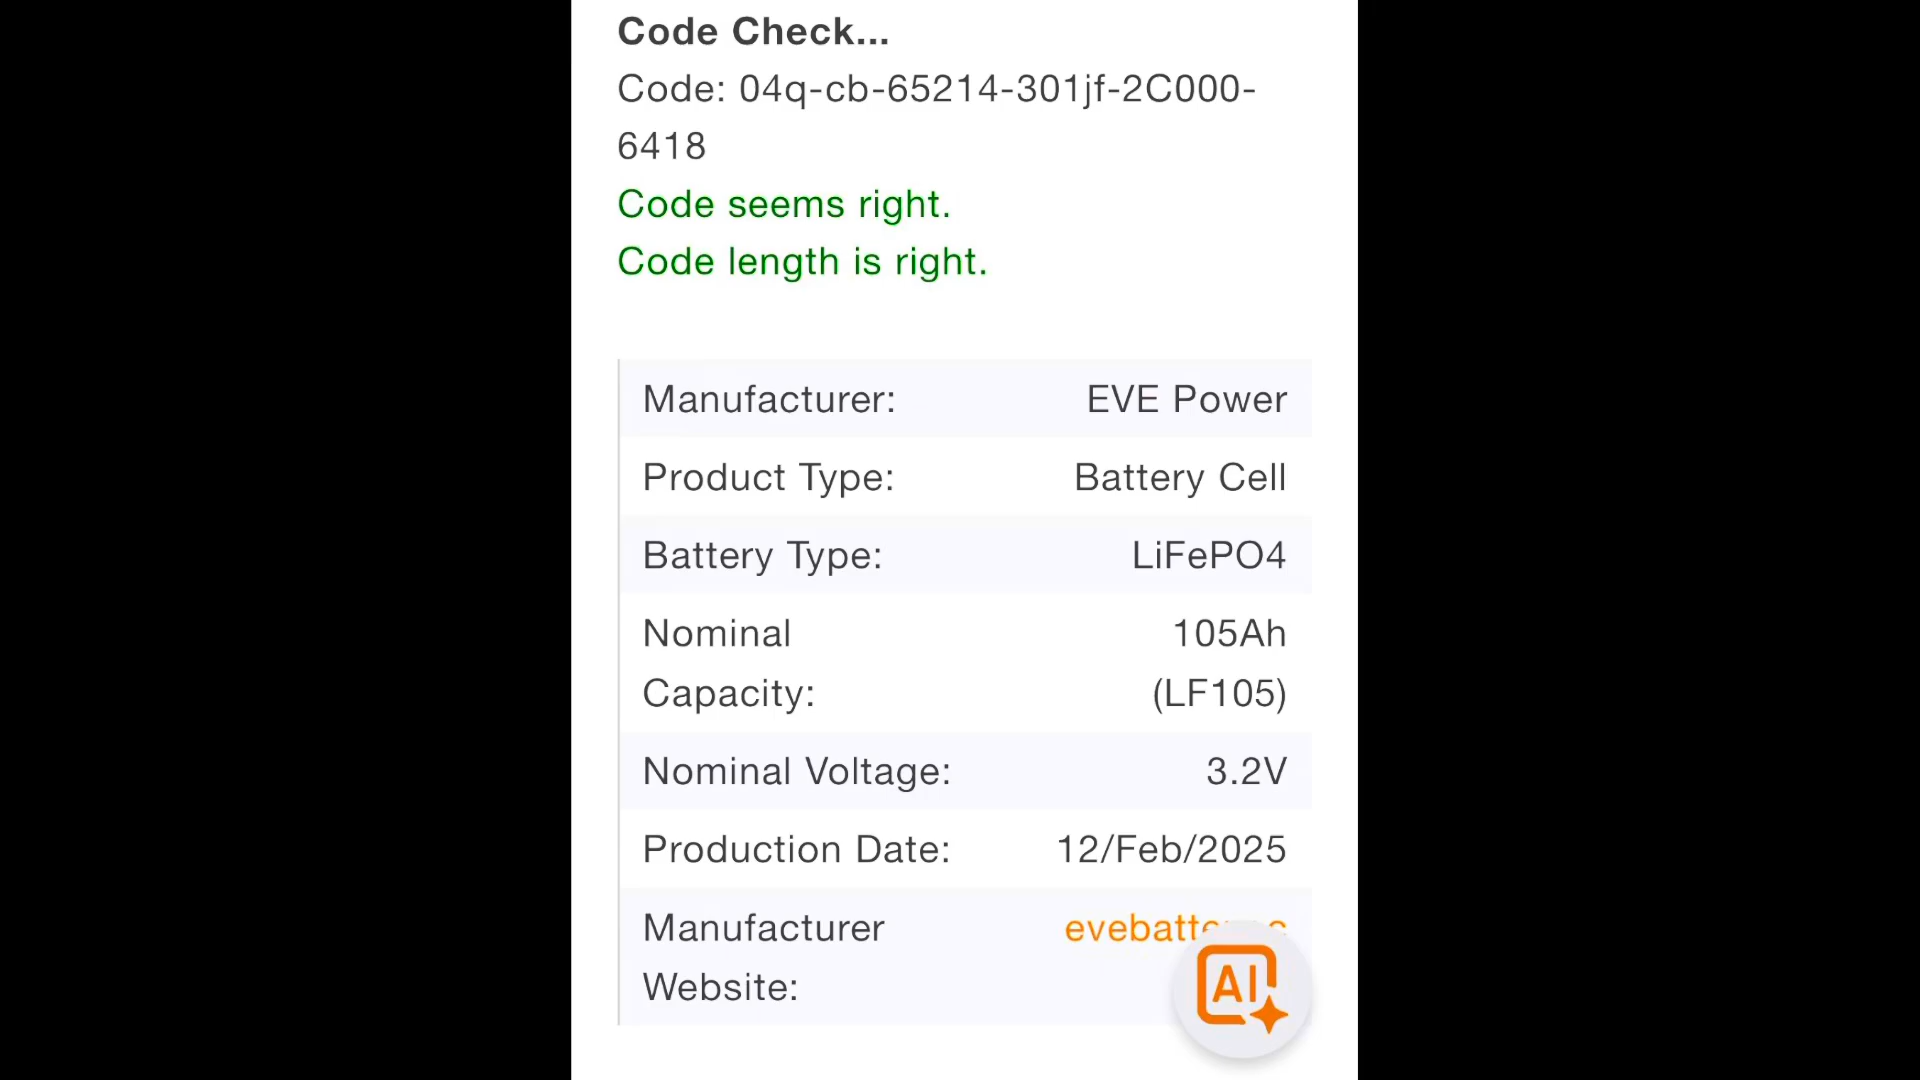 Code Check...
Code: 04q-cb-65214-301jf-2C000-
6418
Code seems right.
Code length is right.
Manufacturer: EVE Power
Product Type: Battery Cell
Battery Type: LiFePO4
Nominal 105Ah
Capacity: (LF105)
Nominal Voltage: 3.2V
Production Date: 12/Feb/2025
Manufacturer
Website:
AI